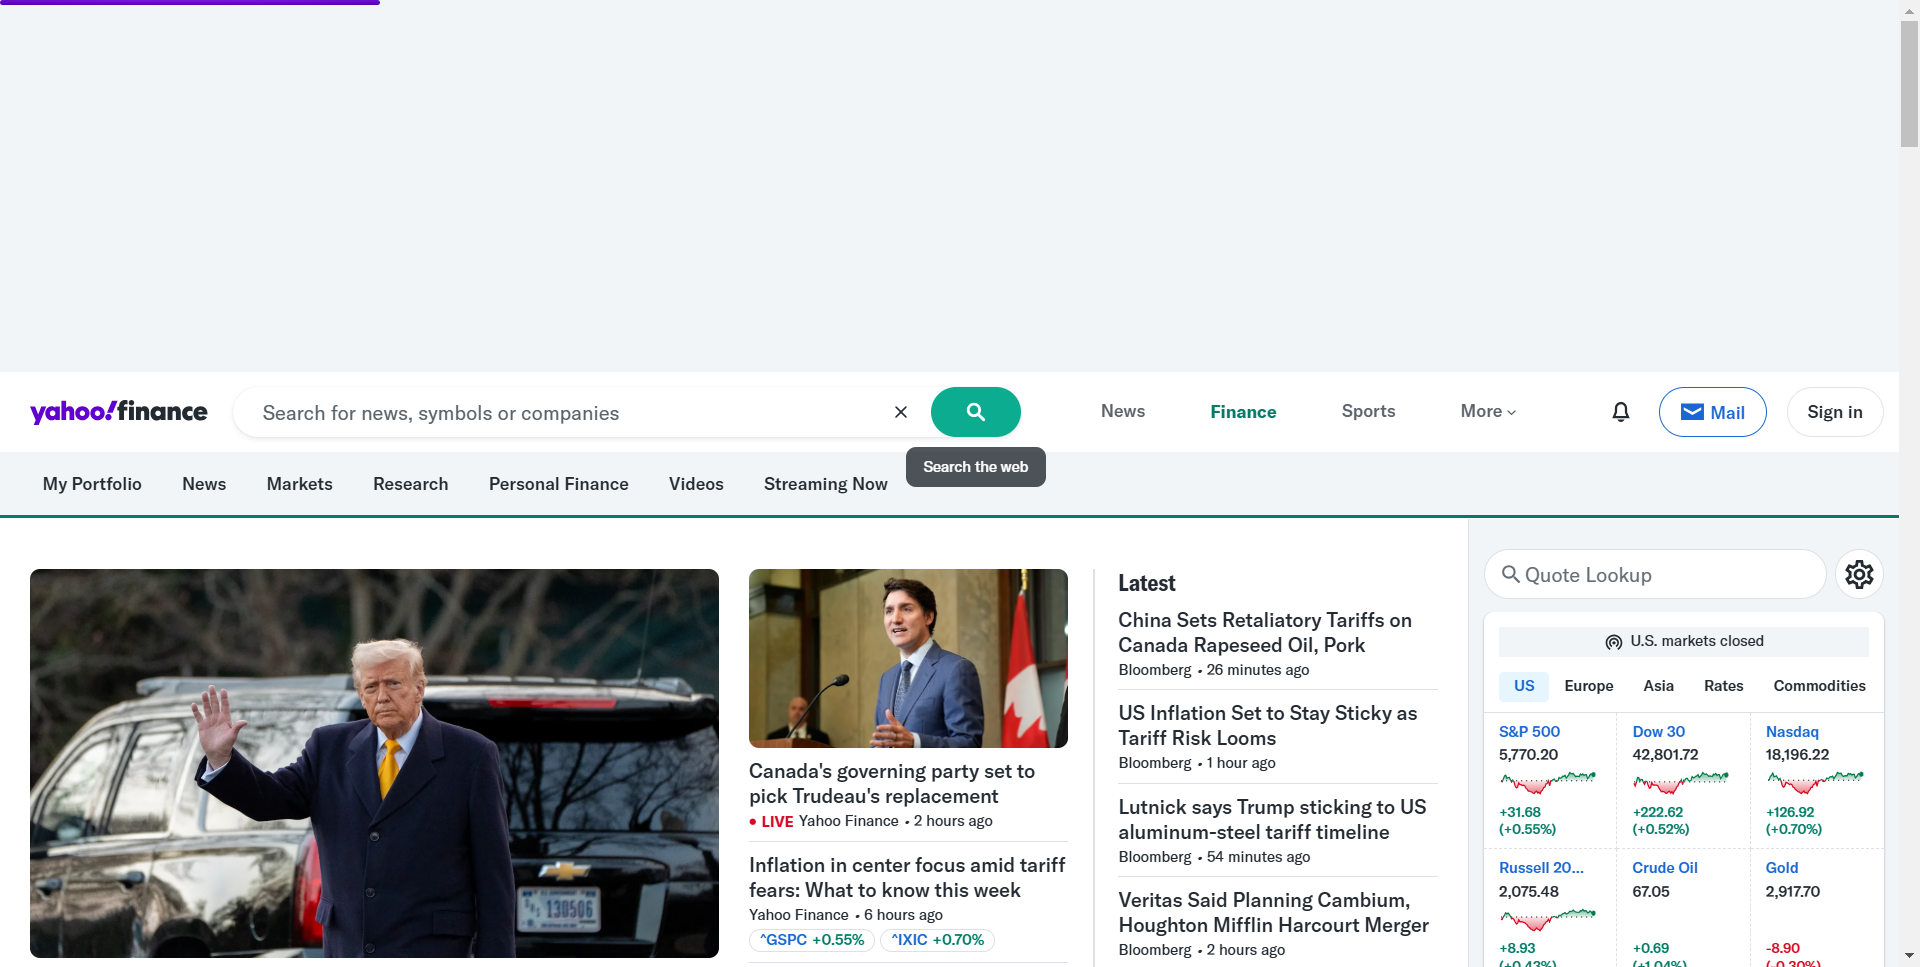 yahoo!finance
Search for news, symbols or companies
News
Finance
Sports
More
Mail
Sign in
Search the web
My Portfolio
News
Markets
Research
Personal Finance
Videos
Streaming Now
130506
Canada's governing party set to
pick Trudeau's replacement
• LIVE Yahoo Finance • 2 hours ago
Inflation in center focus amid tariff
fears: What to know this week
Yahoo Finance • 6 hours ago
^GSPC +0.55%
^IXIC +0.70%
Latest
China Sets Retaliatory Tariffs on
Canada Rapeseed Oil, Pork
Bloomberg • 26 minutes ago
US Inflation Set to Stay Sticky as
Tariff Risk Looms
Bloomberg • 1 hour ago
Lutnick says Trump sticking to US
aluminum-steel tariff timeline
Bloomberg • 54 minutes ago
Veritas Said Planning Cambium,
Houghton Mifflin Harcourt Merger
Bloomberg • 2 hours ago
Quote Lookup
U.S. markets closed
US
Europe
Asia
Rates
Commodities
S&P 500
5,770.20
+31.68
(+0.55%)
Dow 30
42,801.72
+222.62
(+0.52%)
Nasdaq
18,196.22
+126.92
(+0.70%)
Russell 20...
2,075.48
+8.93
(+0.43%)
Crude Oil
67.05
+0.69
(+1.04%)
Gold
2,917.70
-8.90
(-0.30%)